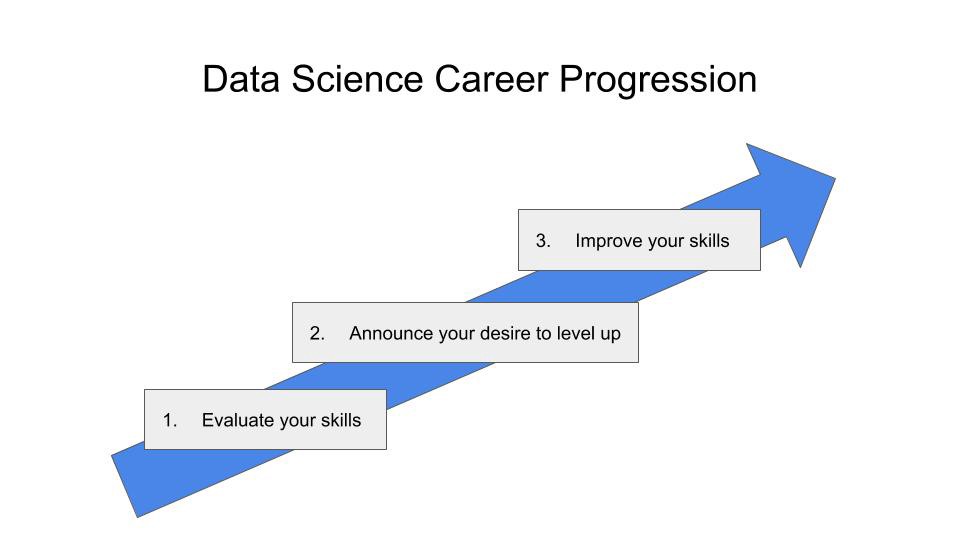 Data Science Career Progression
3. Improve your skills
2. Announce your desire to level up
1. Evaluate your skills